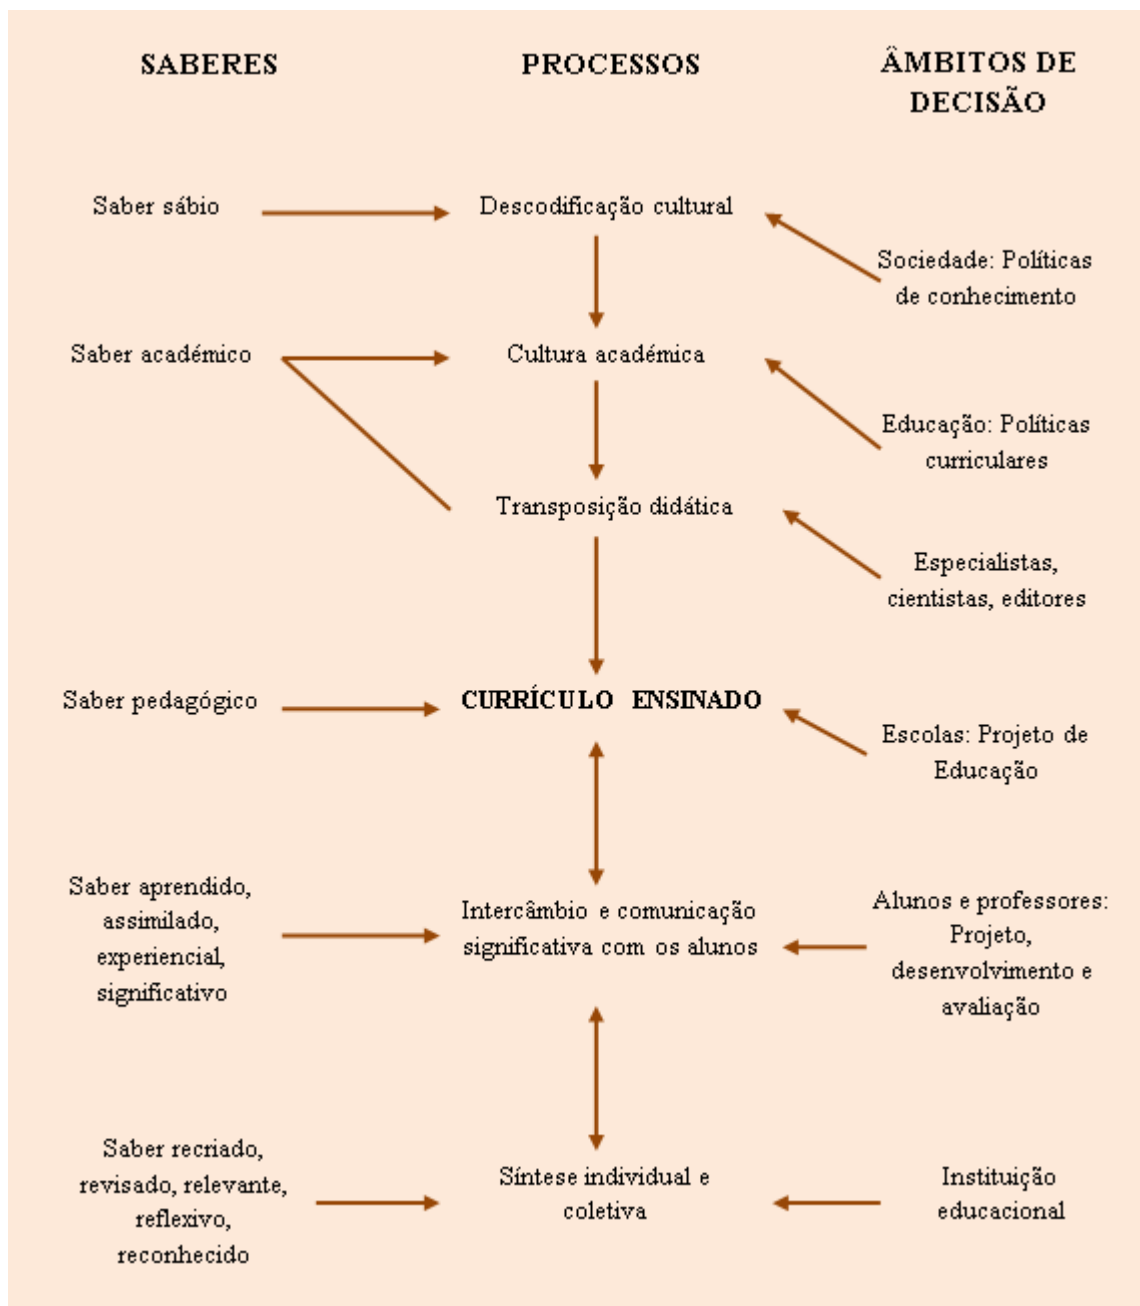 SABERES
PROCESSOS
ÂMBITOS DE
DECISÃO
Saber sábio
Descodificação cultural
Sociedade: Políticas
de conhecimento
Saber académico
Cultura académica
Educação: Políticas
curriculares
Transposição didática
Especialistas,
cientistas, editores
Saber pedagógico
CURRÍCULO ENSINADO
Escolas: Projeto de
Educação
Saber aprendido,
assimilado,
experiencial,
significativo
Intercâmbio e comunicação
significativa com os alunos
Alunos e professores:
Projeto,
desenvolvimento e
avaliação
Saber recriado,
revisado, relevante,
reflexivo,
reconhecido
Síntese individual e
coletiva
Instituição
educacional